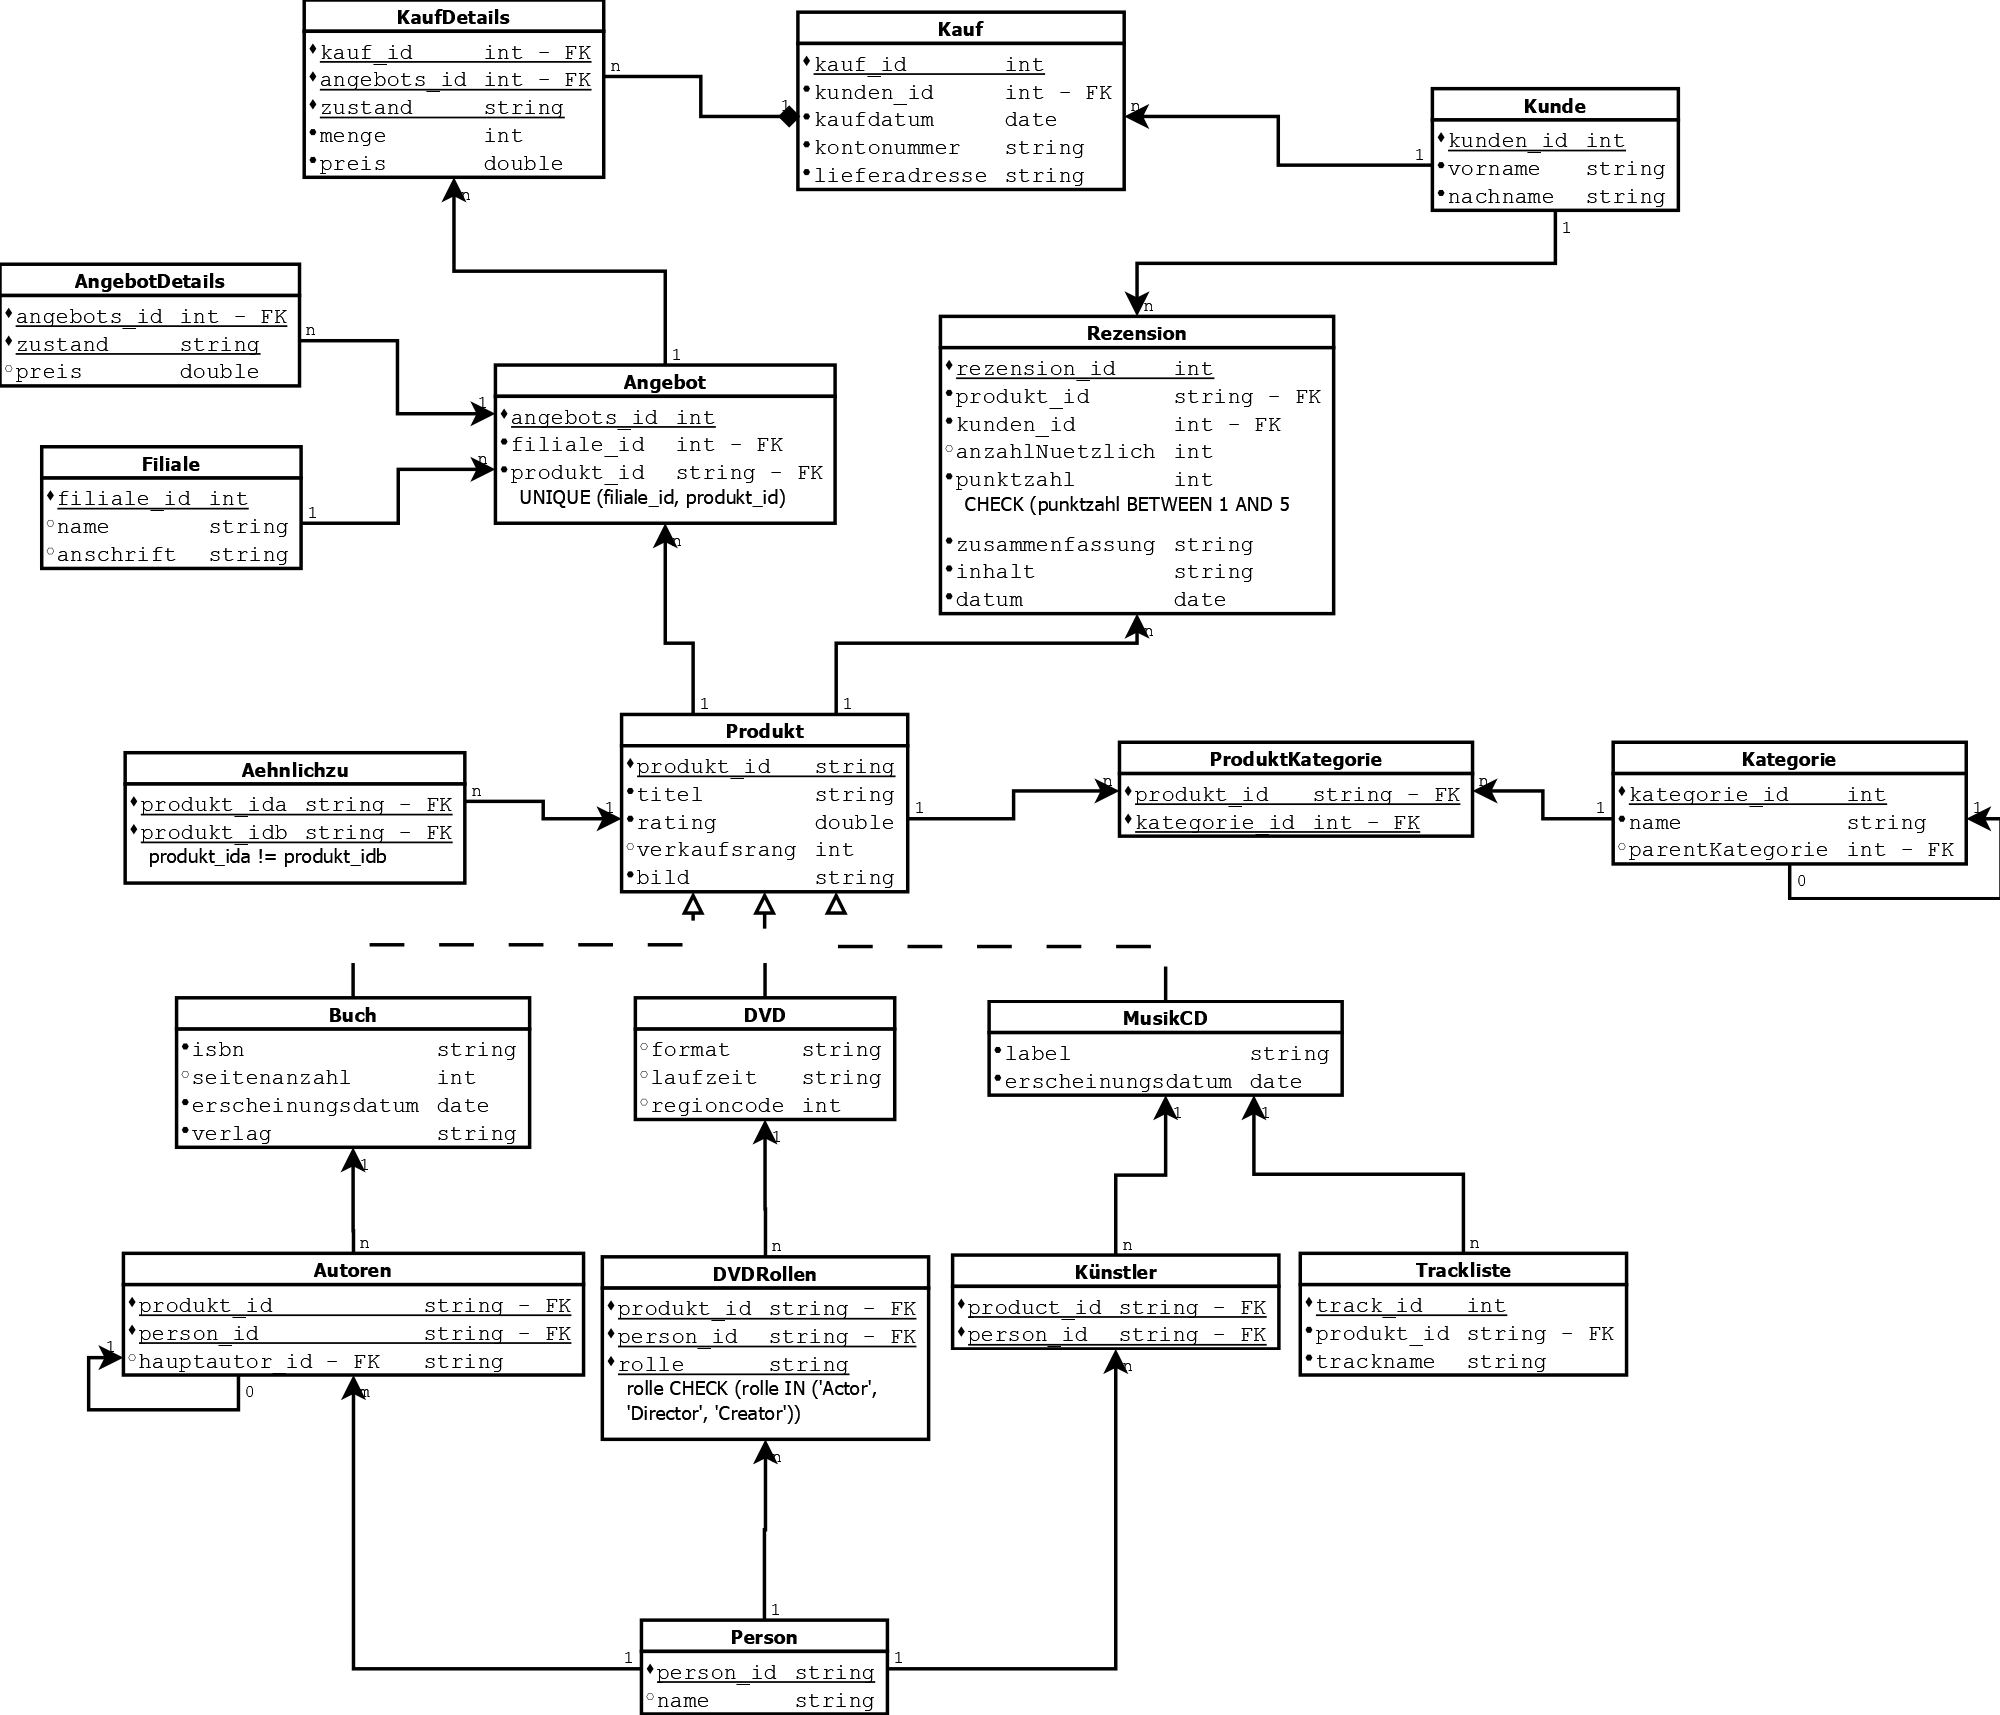 KaufDetails
kauf_id int - FK
angebots_id int - FK
zustand string
menge int
preis double
n
1
Kauf
kauf_id int
kunden_id int - FK
kaufdatum date
kontonummer string
lieferadresse string
n
1
Kunde
kunden_id int
vorname string
nachname string
n
1
AngebotDetails
angebots_id int - FK
zustand string
preis double
n
1
Filiale
filiale_id int
name string
anschrift string
1
n
1
Angebot
angebots_id int
filiale_id int - FK
produkt_id string - FK
UNIQUE (filiale_id, produkt_id)
n
n
Rezension
rezension_id int
produkt_id string - FK
kunden_id int - FK
anzahlNuetzlich int
punktzahl int
CHECK (punktzahl BETWEEN 1 AND 5
zusammenfassung string
inhalt string
datum date
n
1
1
Aehnlichzu
produkt_ida string - FK
produkt_idb string - FK
produkt_ida != produkt_idb
n
1
Produkt
produkt_id string
titel string
rating double
verkaufsrang int
bild string
1
n
ProduktKategorie
produkt_id string - FK
kategorie_id int - FK
n
1
Kategorie
kategorie_id int
name string
parentKategorie int - FK
1
0
Buch
isbn string
seitenanzahl int
erscheinungsdatum date
verlag string
1
DVD
format string
laufzeit string
regioncode int
1
MusikCD
label string
erscheinungsdatum date
1
1
n
Autoren
produkt_id string - FK
person_id string - FK
hauptautor_id - FK string
1
0
m
n
DVDRollen
produkt_id string - FK
person_id string - FK
rolle string
rolle CHECK (rolle IN ('Actor',
'Director', 'Creator'))
n
n
Künstler
product_id string - FK
person_id string - FK
n
n
Trackliste
track_id int
produkt_id string - FK
trackname string
1
1
1
Person
person_id string
name string